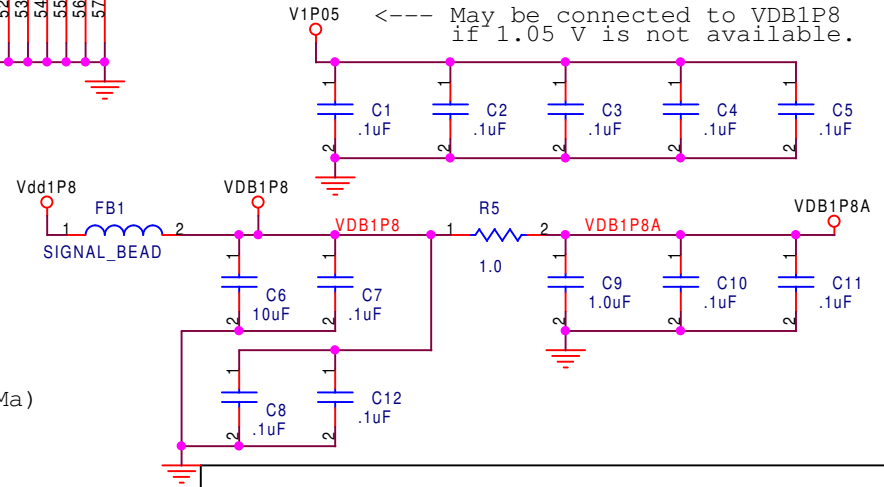 52
53
54
55
56
57
V1P05
<--- May be connected to VDB1P8
if 1.05 V is not available.
1
1
1
1
1
C1
.1uF
C2
.1uF
C3
.1uF
C4
.1uF
C5
.1uF
2
2
2
2
2
Vdd1P8
FB1
1
2
SIGNAL_BEAD
VDB1P8
VDB1P8
R5
1
2
1.0
VDB1P8A
VDB1P8A
1
1
1
1
1
C6
10uF
C7
.1uF
C9
1.0uF
C10
.1uF
C11
.1uF
2
2
2
2
2
1
1
C8
.1uF
C12
.1uF
2
2
Ma)